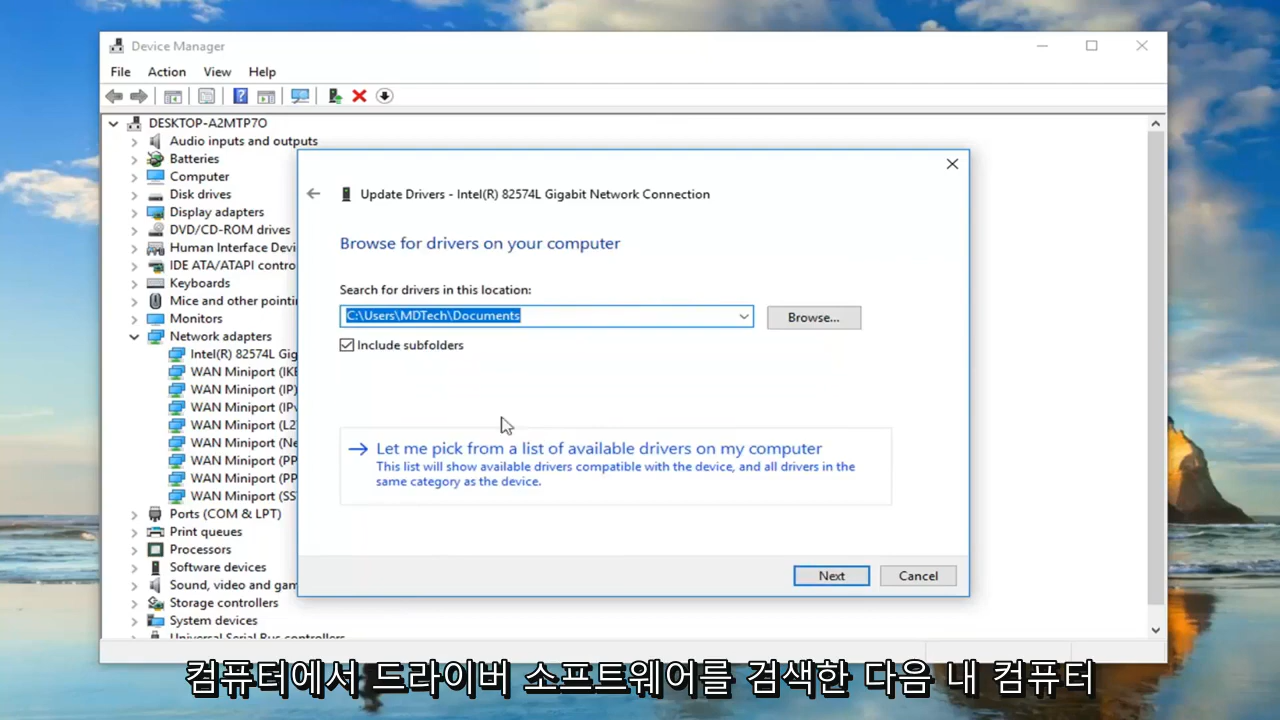 Device Manager
File Action View Help
DESKTOP-A2MTP7O
Audio inputs and outputs
Batteries
Computer
Disk drives
Display adapters
DVD/CD-ROM drives
Human Interface Devi
IDE ATA/ATAPI contro
Keyboards
Mice and other pointi
Monitors
Network adapters
Intel(R) 82574L Gig
WAN Miniport (IKE
WAN Miniport (IP)
WAN Miniport (IPv
WAN Miniport (L2
WAN Miniport (Ne
WAN Miniport (PP
WAN Miniport (PP
WAN Miniport (SS
Ports (COM & LPT)
Print queues
Processors
Software devices
Sound, video and gam
Storage controllers
System devices
Universal Serial Bus controllers
Update Drivers - Intel(R) 82574L Gigabit Network Connection
Browse for drivers on your computer
Search for drivers in this location:
C:\Users\MDTech\Documents
Browse...
Include subfolders
Let me pick from a list of available drivers on my computer
This list will show available drivers compatible with the device, and all drivers in the
same category as the device.
Next Cancel
컴퓨터에서 드라이버 소프트웨어를 검색한 다음 내 컴퓨터